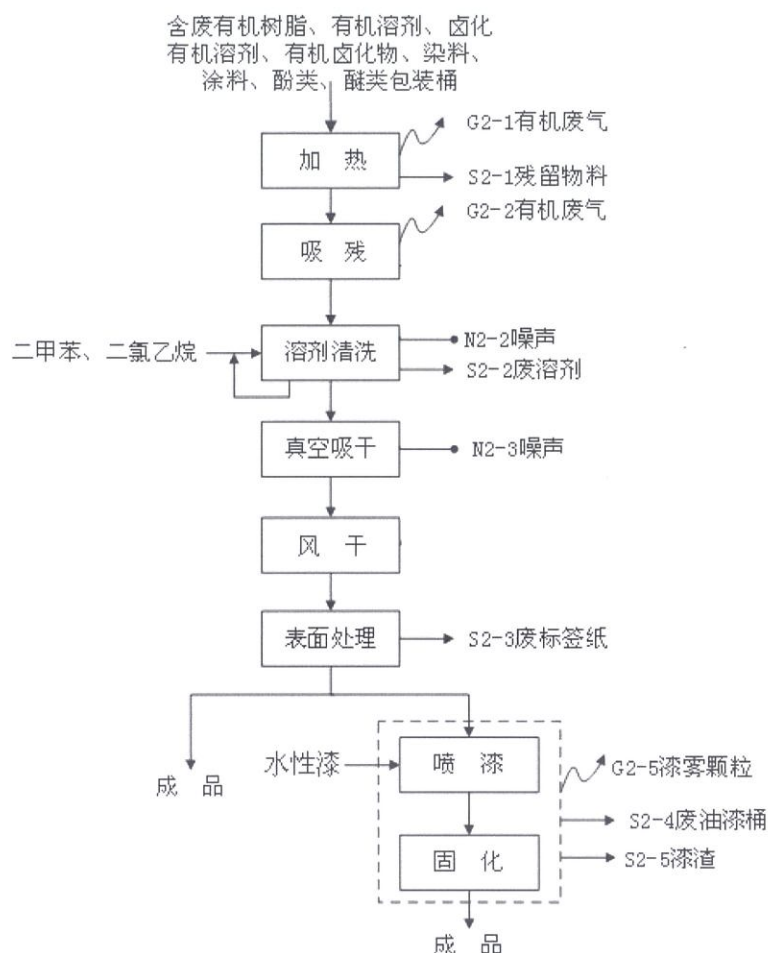 含废有机树脂、有机溶剂、卤化
有机溶剂、有机卤化物、染料、
涂料、酚类、醚类包装桶
G2-1有机废气
加 热
S2-1残留物料
G2-2有机废气
吸 残
二甲苯、二氯乙烷
溶剂清洗
N2-2噪声
S2-2废溶剂
真空吸干
N2-3噪声
风 干
表面处理
S2-3废标签纸
水性漆
喷 漆
G2-5漆雾颗粒
成 品
S2-4废油漆桶
固 化
S2-5漆渣
成 品